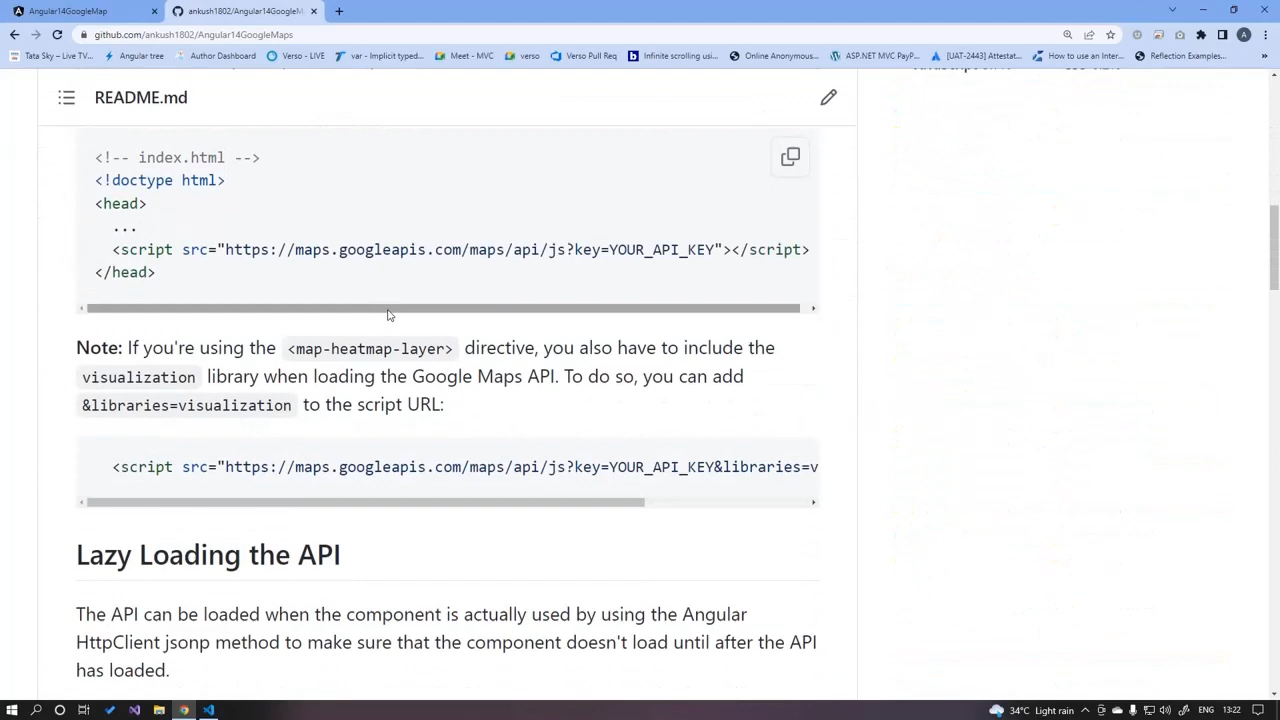 Angular14GoogleMap
ankush1802/Angular14GoogleM
github.com/ankush1802/Angular14GoogleMaps
Tata Sky – Live TV...
Angular tree
Author Dashboard
Verso - LIVE
var - Implicit typed...
Meet - MVC
verso
Verso Pull Req
Infinite scrolling usi...
Online Anonymous...
ASP.NET MVC PayP...
[UAT-2443] Attestat...
How to use an Inter...
Reflection Examples...
README.md
<!-- index.html -->
<!doctype html>
<head>
...
<script src="https://maps.googleapis.com/maps/api/js?key=YOUR_API_KEY"></script>
</head>
Note: If you're using the <map-heatmap-layer> directive, you also have to include the
visualization library when loading the Google Maps API. To do so, you can add
&libraries=visualization to the script URL:
<script src="https://maps.googleapis.com/maps/api/js?key=YOUR_API_KEY&libraries=v
Lazy Loading the API
The API can be loaded when the component is actually used by using the Angular
HttpClient jsonp method to make sure that the component doesn't load until after the API
has loaded.
34°C Light rain
ENG
13:22